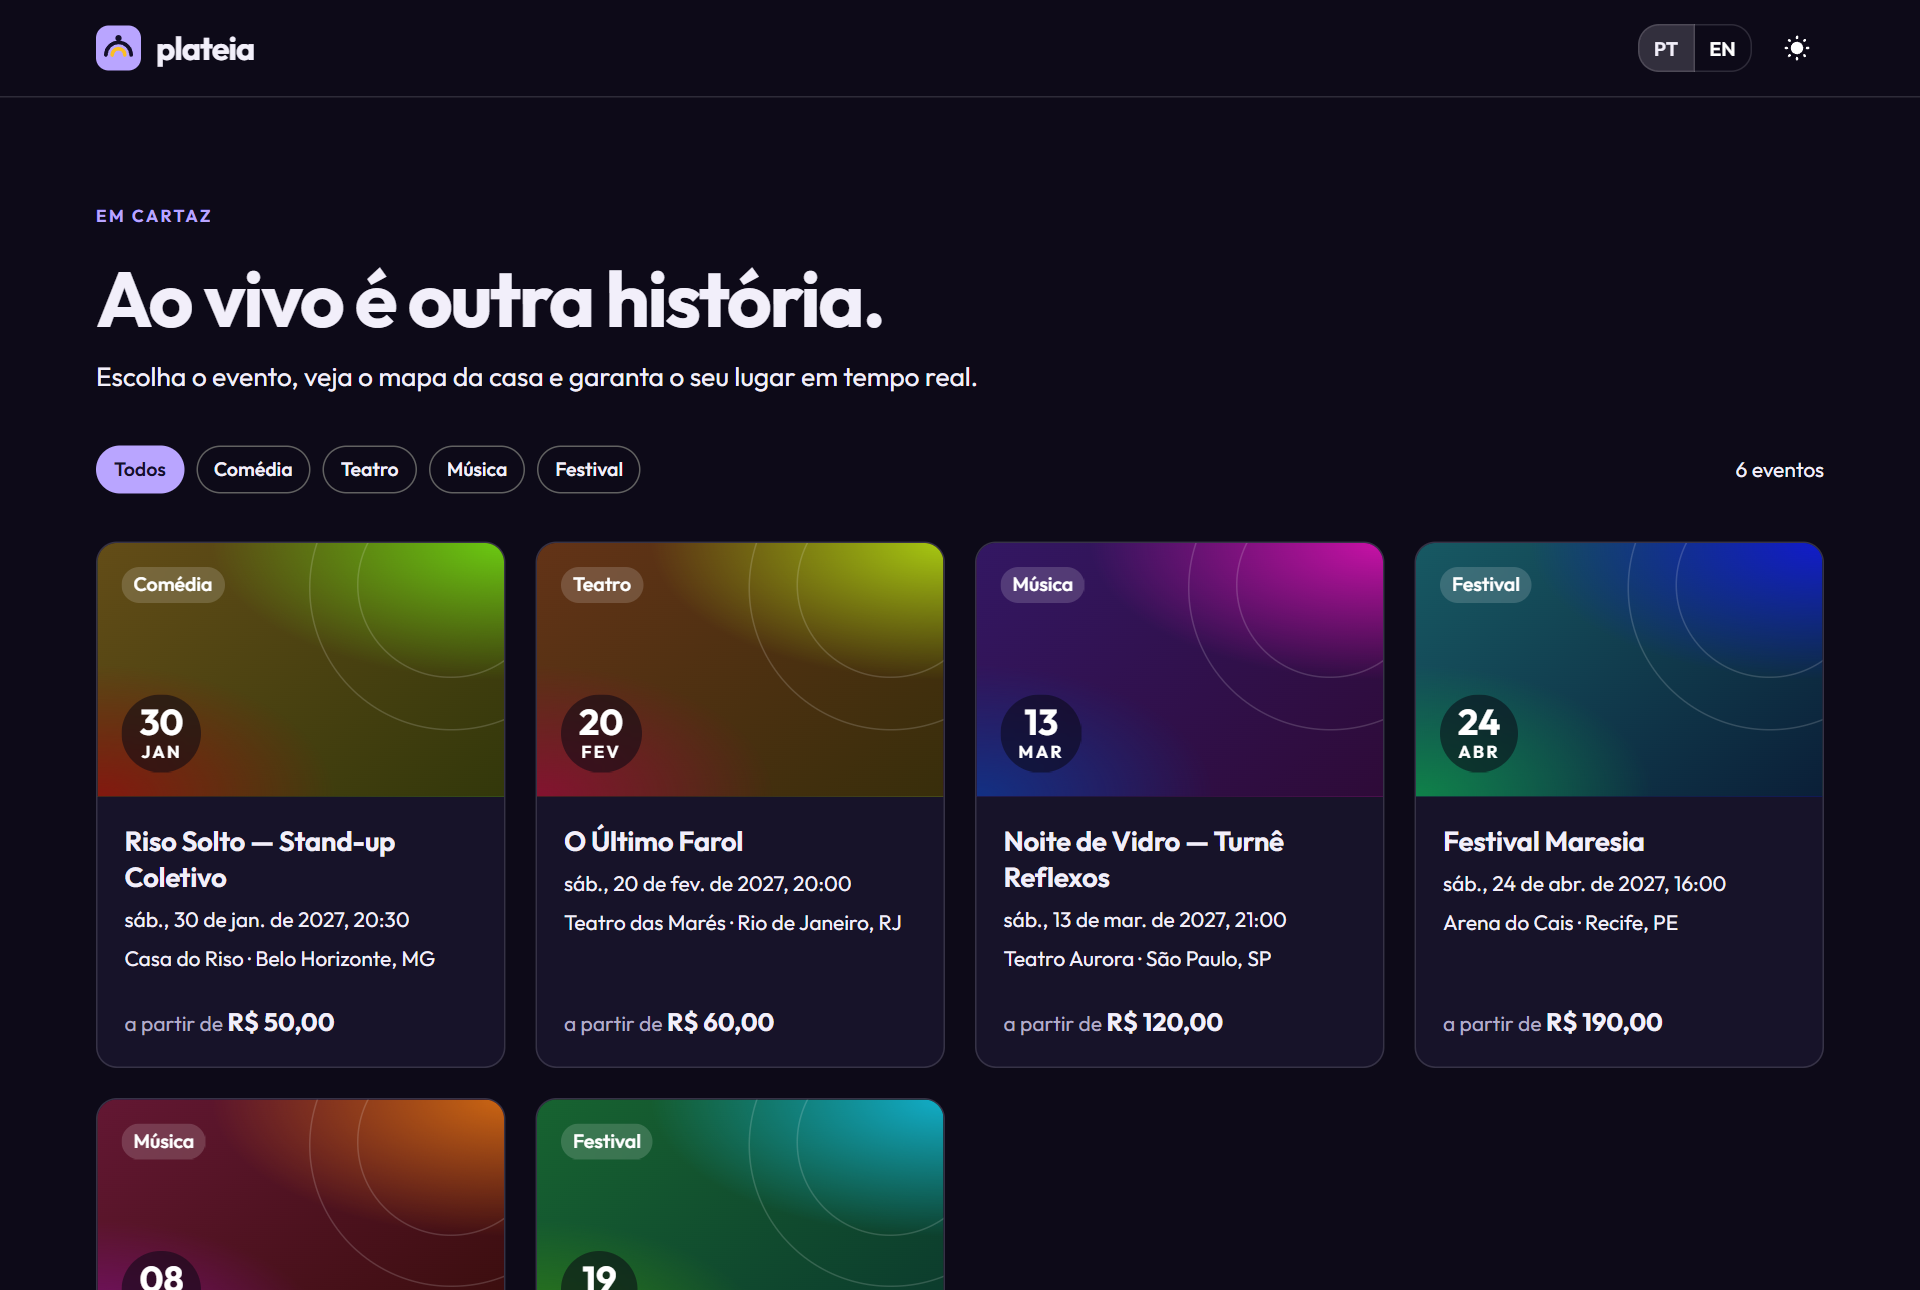 plateia
PT
EN
EM CARTAZ
Ao vivo é outra história.
Escolha o evento, veja o mapa da casa e garanta o seu lugar em tempo real.
Todos
Comédia
Teatro
Música
Festival
6 eventos
Comédia
30
JAN
Riso Solto — Stand-up
Coletivo
sáb., 30 de jan. de 2027, 20:30
Casa do Riso · Belo Horizonte, MG
a partir de R$ 50,00
Teatro
20
FEV
O Último Farol
sáb., 20 de fev. de 2027, 20:00
Teatro das Marés · Rio de Janeiro, RJ
a partir de R$ 60,00
Música
13
MAR
Noite de Vidro — Turnê
Reflexos
sáb., 13 de mar. de 2027, 21:00
Teatro Aurora · São Paulo, SP
a partir de R$ 120,00
Festival
24
ABR
Festival Maresia
sáb., 24 de abr. de 2027, 16:00
Arena do Cais · Recife, PE
a partir de R$ 190,00
Música
08
Festival
19